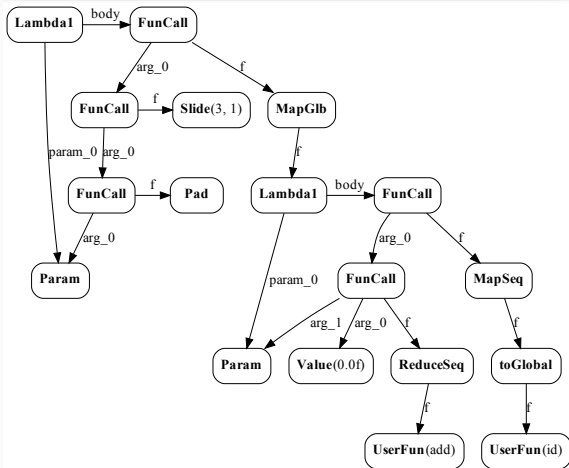 Lambda1 body FunCall
arg_0 f
FunCall f Slide(3, 1) MapGlb
param_0 arg_0 f
FunCall f Pad Lambda1 body FunCall
arg_0 arg_0 f
Param param_0 FunCall MapSeq
arg_1 arg_0 f f
Param Value(0.0f) ReduceSeq toGlobal
f f
UserFun(add) UserFun(id)